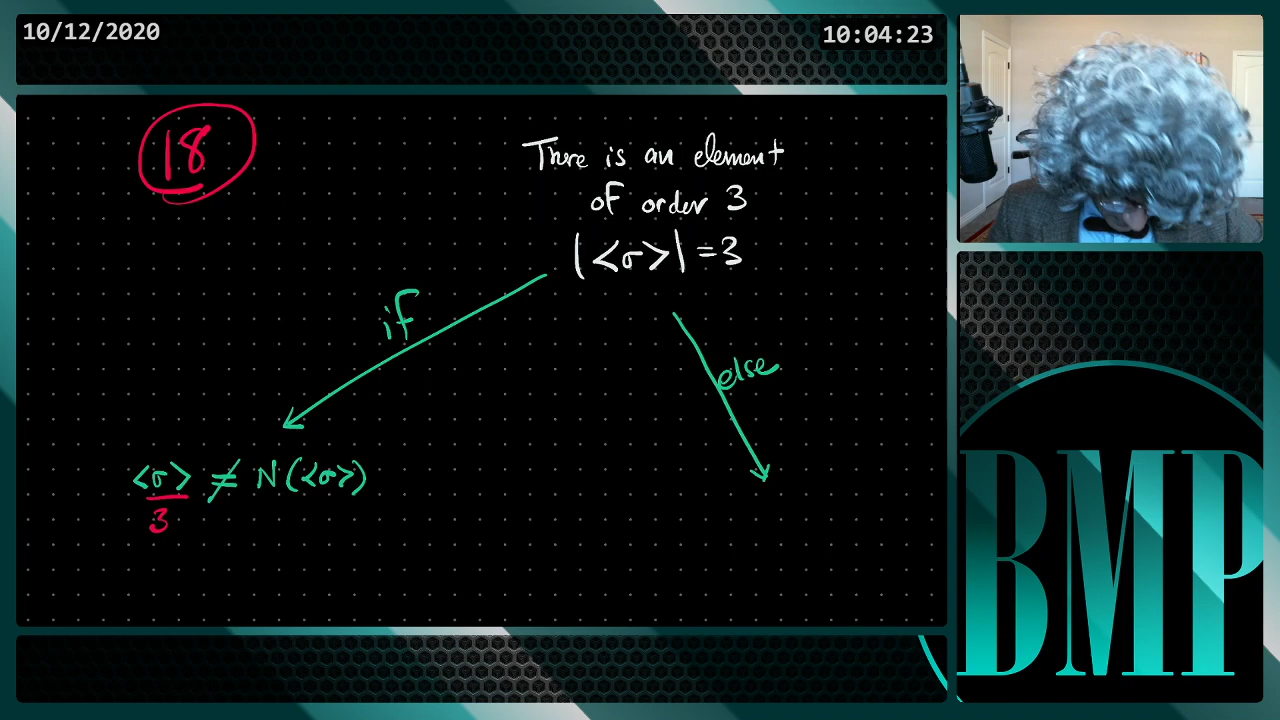 10/12/2020
10:04:23
18
There is an element
of order 3
|<σ>| = 3
if
else
<σ> ≠ N(<σ>)
3
BMP